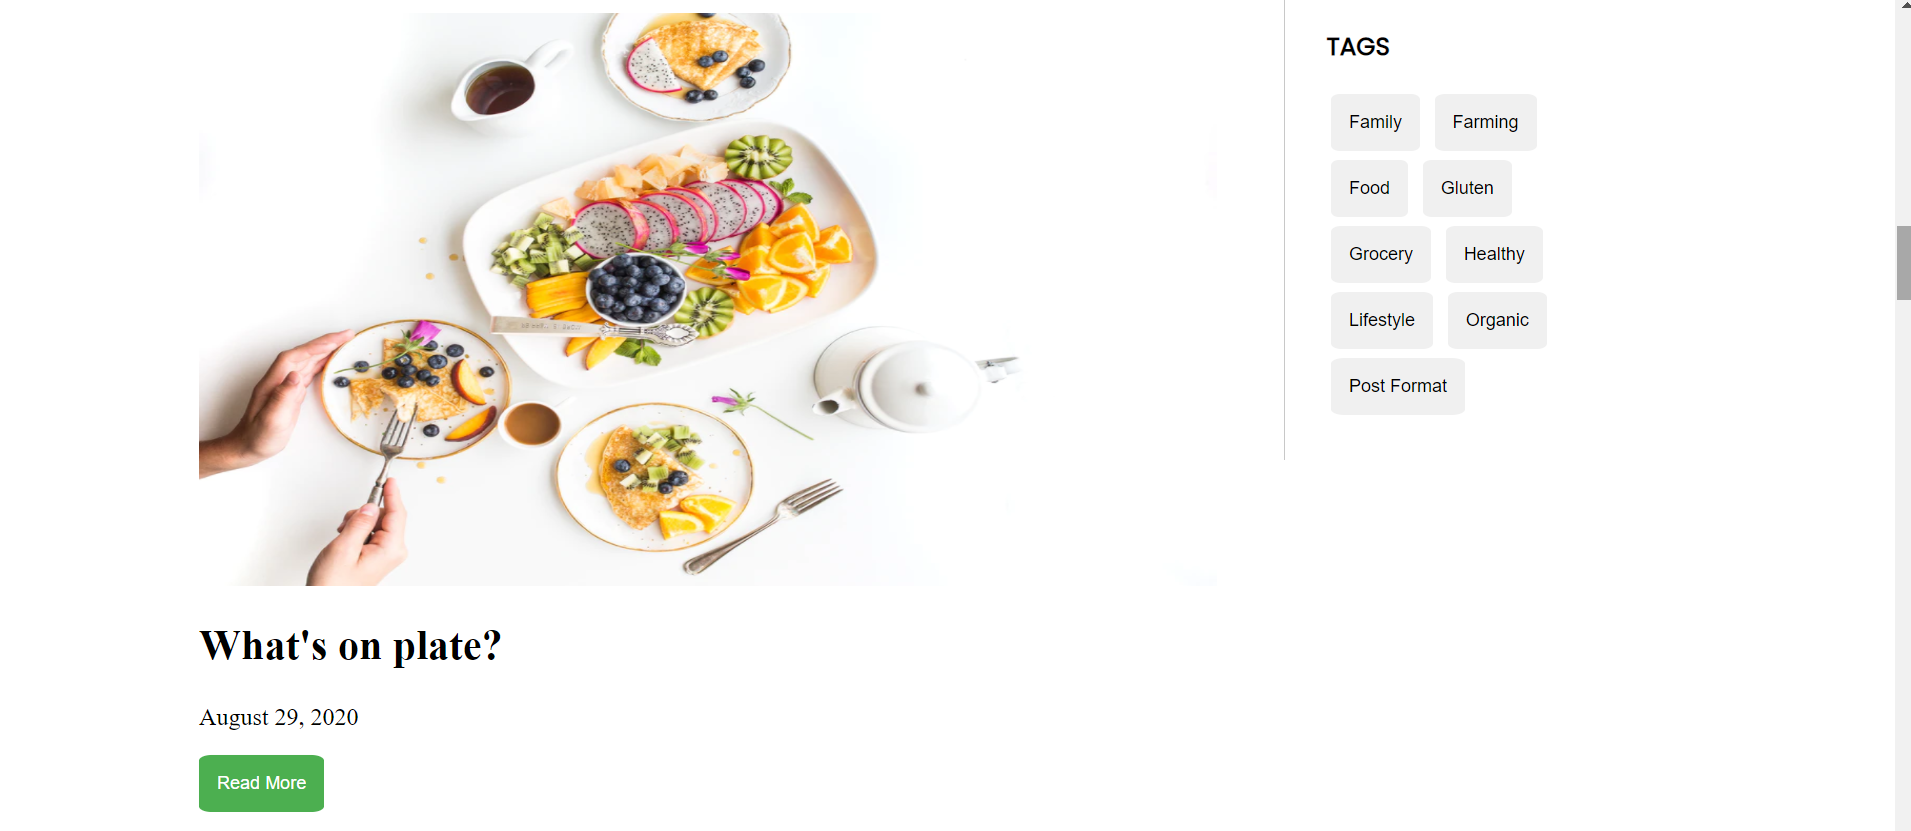 TAGS
Family Farming
Food Gluten
Grocery Healthy
Lifestyle Organic
Post Format
What's on plate?
August 29, 2020
Read More